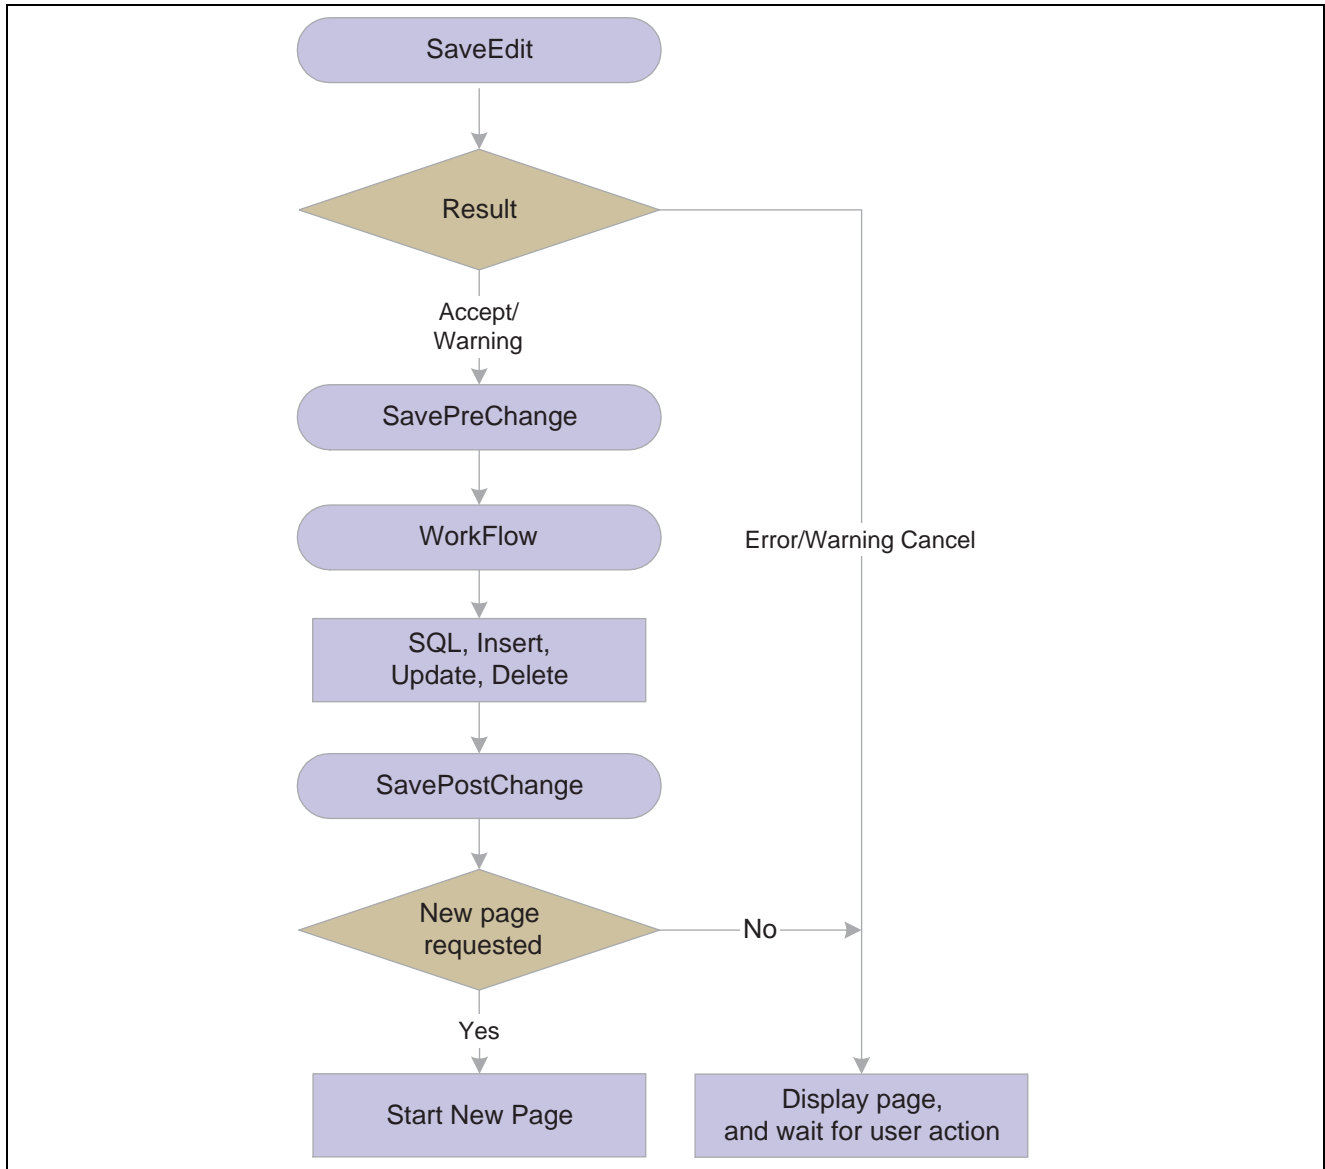 SaveEdit
Result
Accept/
Warning
SavePreChange
WorkFlow
Error/Warning Cancel
SQL, Insert,
Update, Delete
SavePostChange
New page
requested
No
Yes
Start New Page
Display page,
and wait for user action